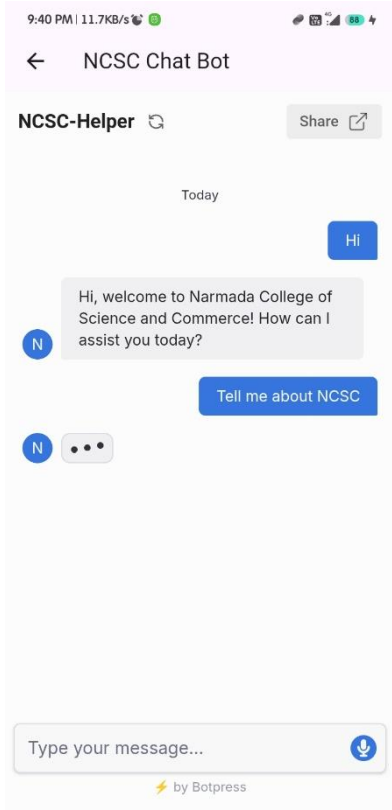 9:40 PM | 11.7KB/s
88
NCSC Chat Bot
NCSC-Helper
Share
Today
Hi
Hi, welcome to Narmada College of
Science and Commerce! How can I
assist you today?
N
Tell me about NCSC
N
Type your message...
by Botpress